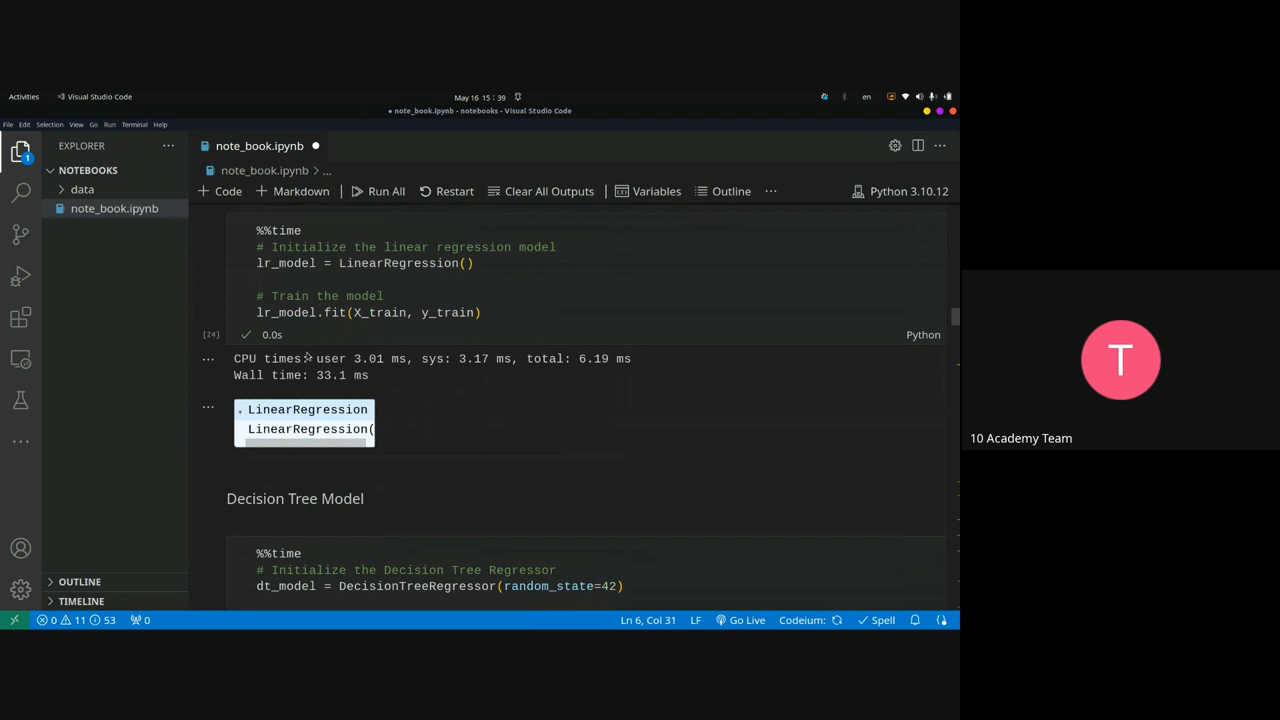 Activities Visual Studio Code May 16 15:39 en
• note_book.ipynb - notebooks - Visual Studio Code
File Edit Selection View Go Run Terminal Help
EXPLORER ···
note_book.ipynb
NOTEBOOKS
note_book.ipynb > ...
data
+ Code + Markdown Run All Restart Clear All Outputs Variables Outline ··· Python 3.10.12
note_book.ipynb
1
%%time
# Initialize the linear regression model
lr_model = LinearRegression()
# Train the model
lr_model.fit(X_train, y_train)
[24] 0.0s Python
CPU times: user 3.01 ms, sys: 3.17 ms, total: 6.19 ms
Wall time: 33.1 ms
LinearRegression
LinearRegression(
Decision Tree Model
%%time
# Initialize the Decision Tree Regressor
dt_model = DecisionTreeRegressor(random_state=42)
OUTLINE
TIMELINE
0 11 53 0 Ln 6, Col 31 LF Go Live Codeium: Spell
T
10 Academy Team